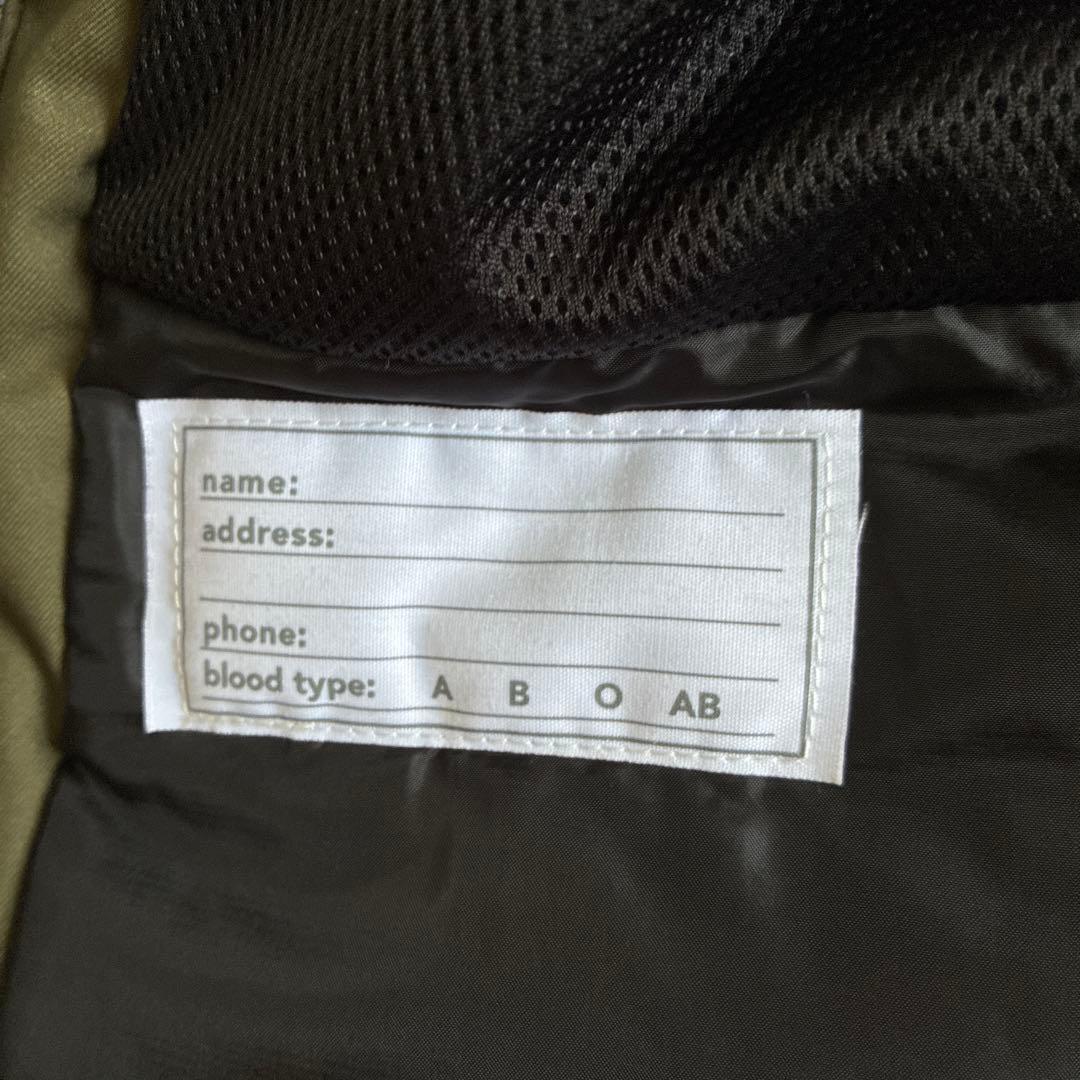 name:
address:
phone:
blood type: A B O AB